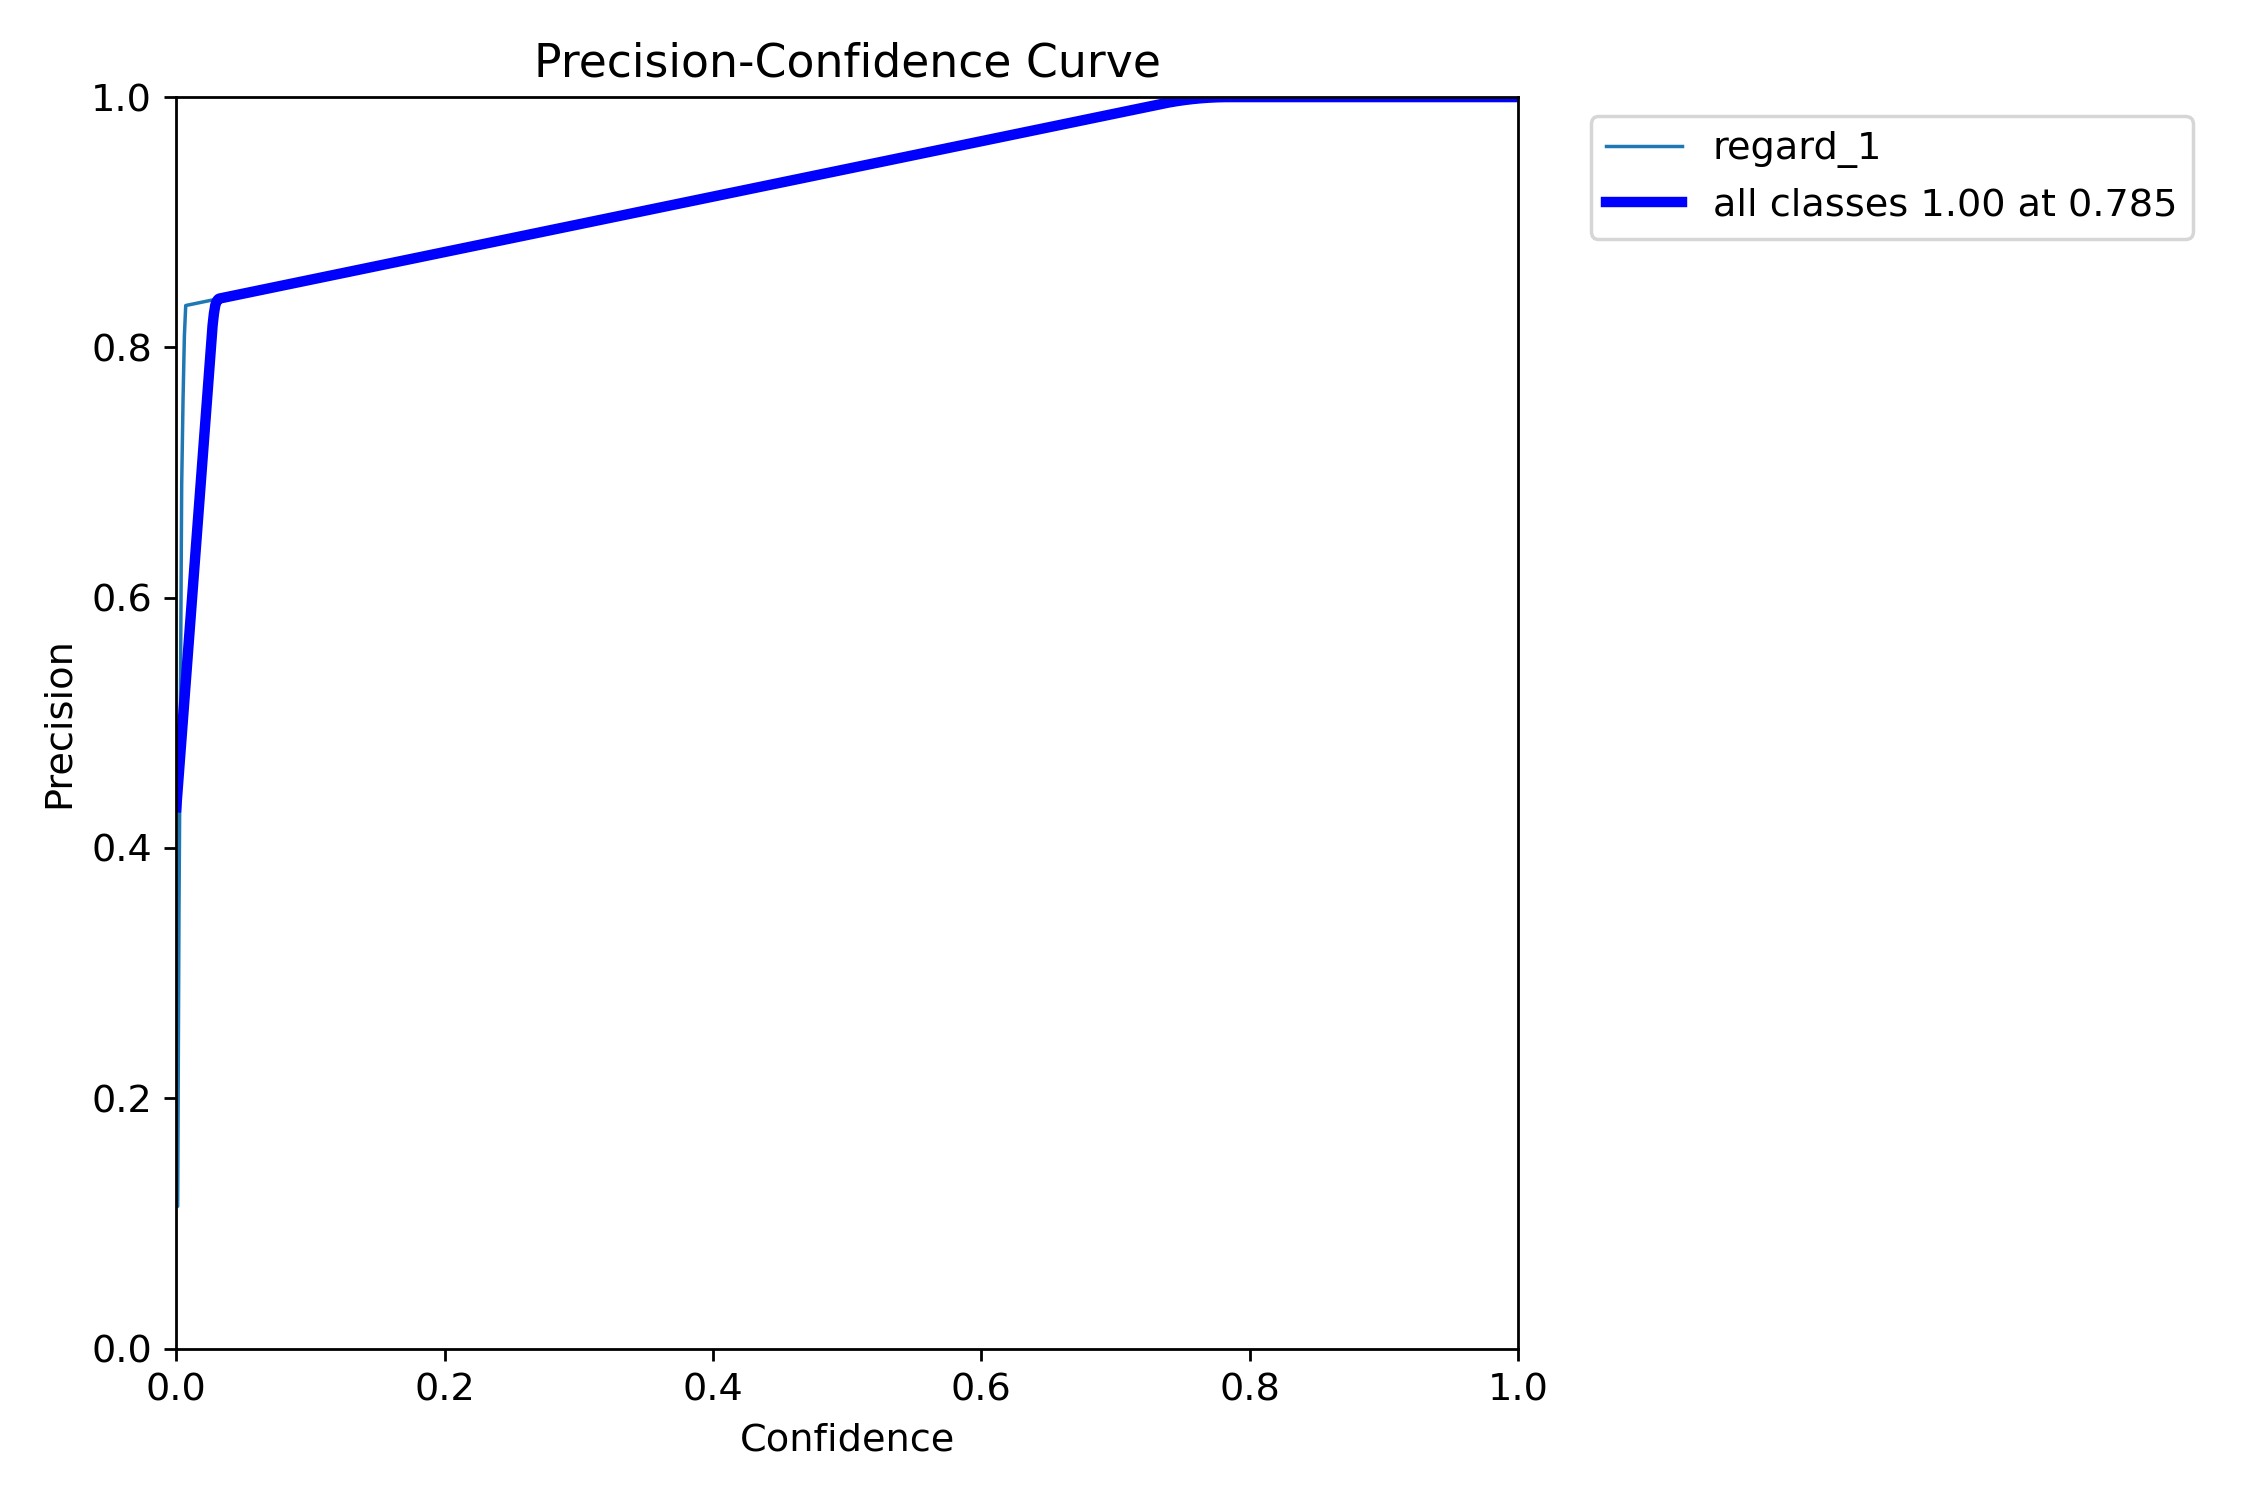 Precision-Confidence Curve
1.0
0.8
0.6
0.4
0.2
0.0
Precision
0.0 0.2 0.4 0.6 0.8 1.0
Confidence
regard_1
all classes 1.00 at 0.785